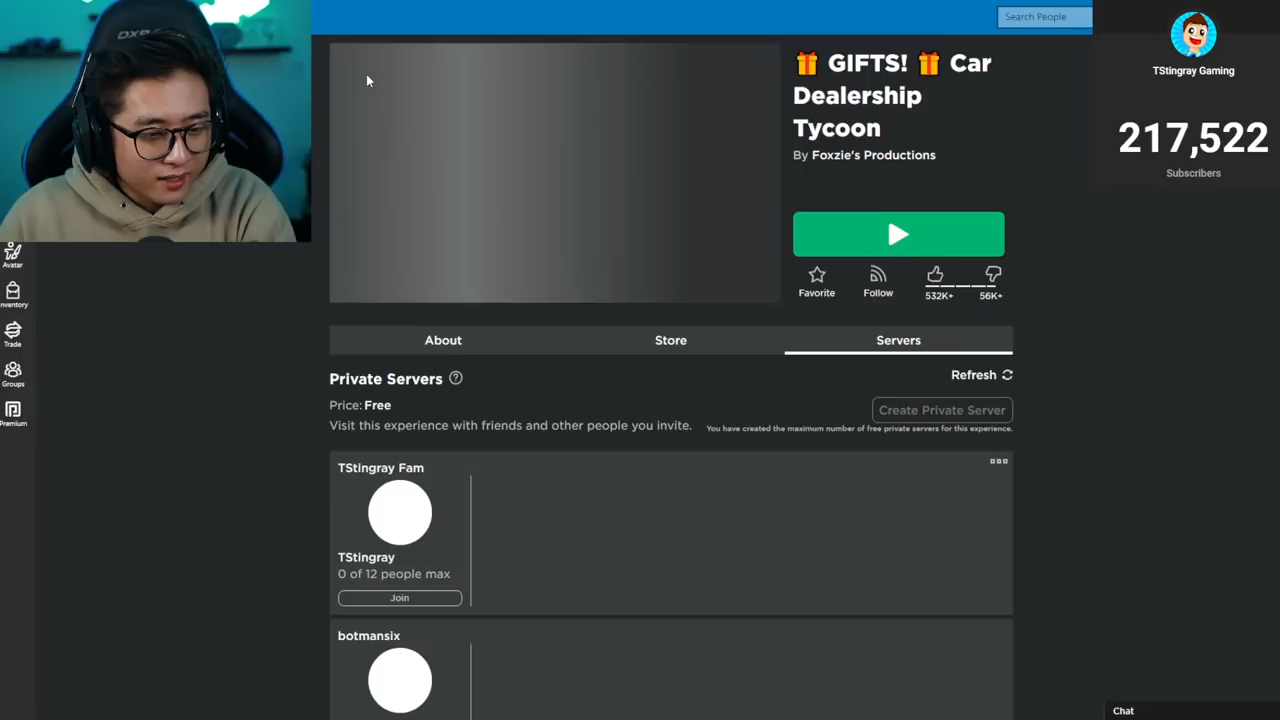 DXR
Search People
TStingray Gaming
217,522
Subscribers
🎁 GIFTS! 🎁 Car
Dealership
Tycoon
By Foxzie's Productions
Favorite
Follow
532K+
56K+
Avatar
nventory
Trade
Groups
Premium
About
Store
Servers
Private Servers
Refresh
Price: Free
Create Private Server
Visit this experience with friends and other people you invite.
You have created the maximum number of free private servers for this experience.
TStingray Fam
TStingray
0 of 12 people max
Join
botmansix
Chat